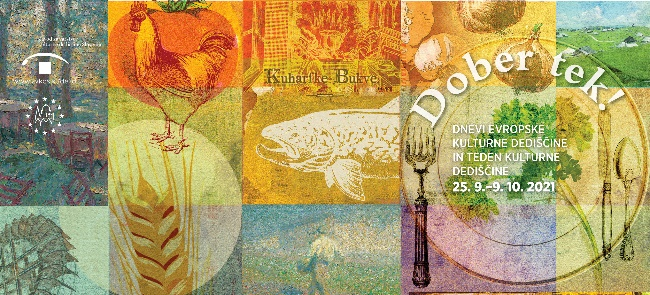 Kuharske Bukve
Dober tek!
DNEVI EVROPSKE
KULTURNE DEDIŠČINE
IN TEDEN KULTURNE
DEDIŠČINE
25. 9.–9. 10. 2021